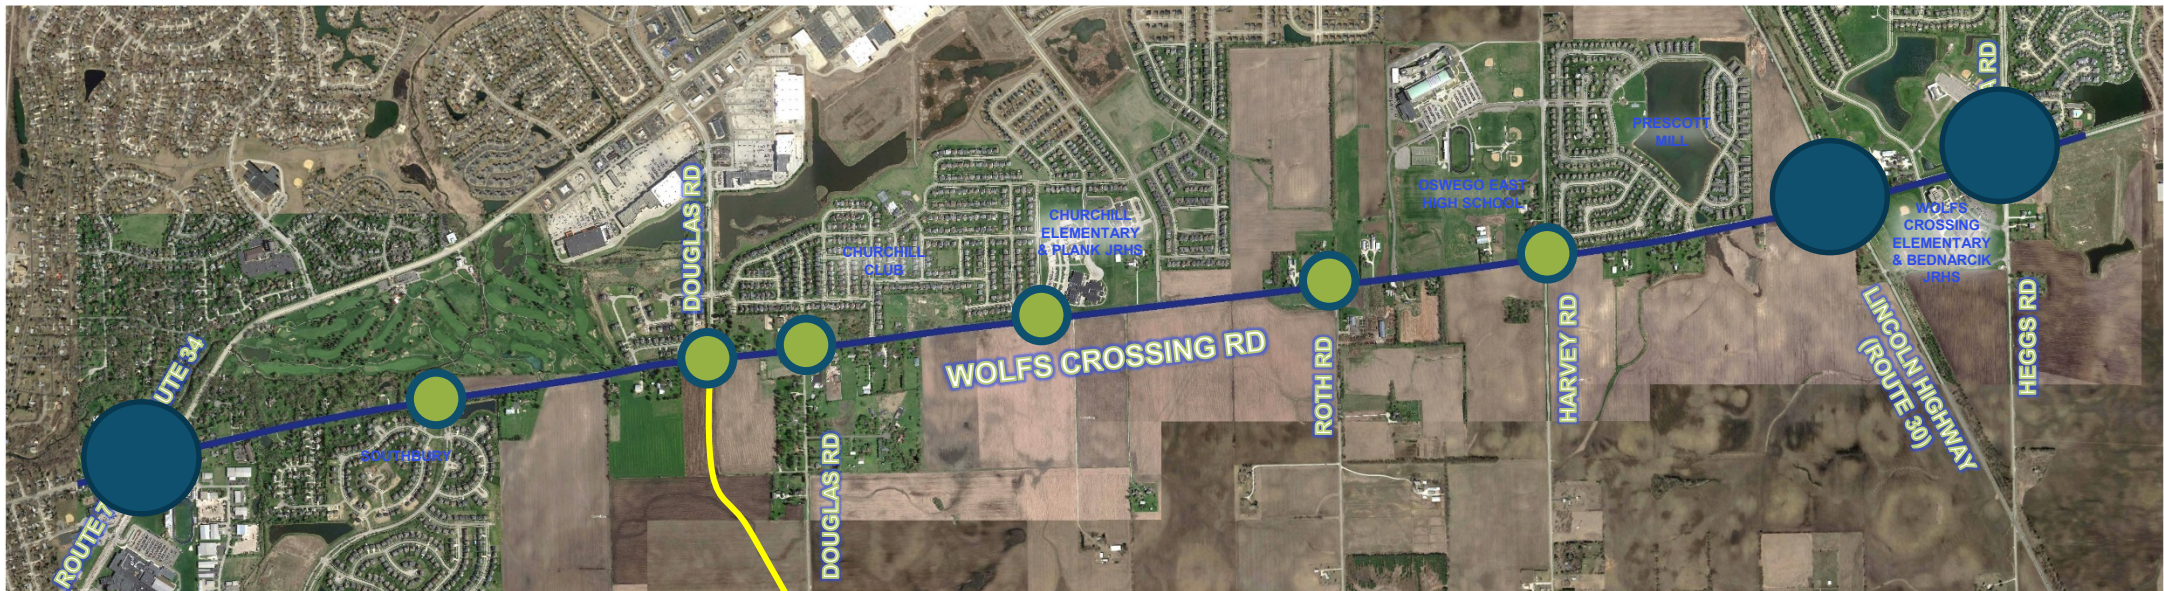 ROUTE 7
UTE 34
SOUTHBURY
DOUGLAS RD
DOUGLAS RD
CHURCHILL
CLUB
CHURCHILL
ELEMENTARY
& PLANK JRHS
WOLFS CROSSING RD
ROTH RD
OSWEGO EAST
HIGH SCHOOL
HARVEY RD
PRESCOTT
MILL
LINCOLN HIGHWAY
(ROUTE 30)
WOLFS
CROSSING
ELEMENTARY
& BEDNARCIK
JRHS
A RD
HEGGS RD